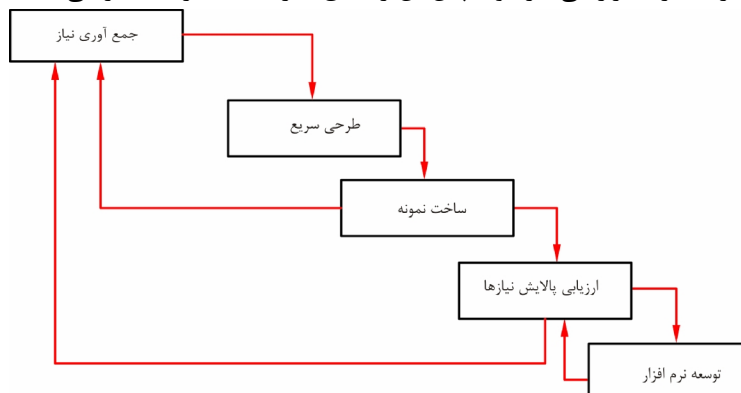 جمع آوری نیاز
طرحی سریع
ساخت نمونه
ارزیابی پالایش نیازها
توسعه نرم افزار